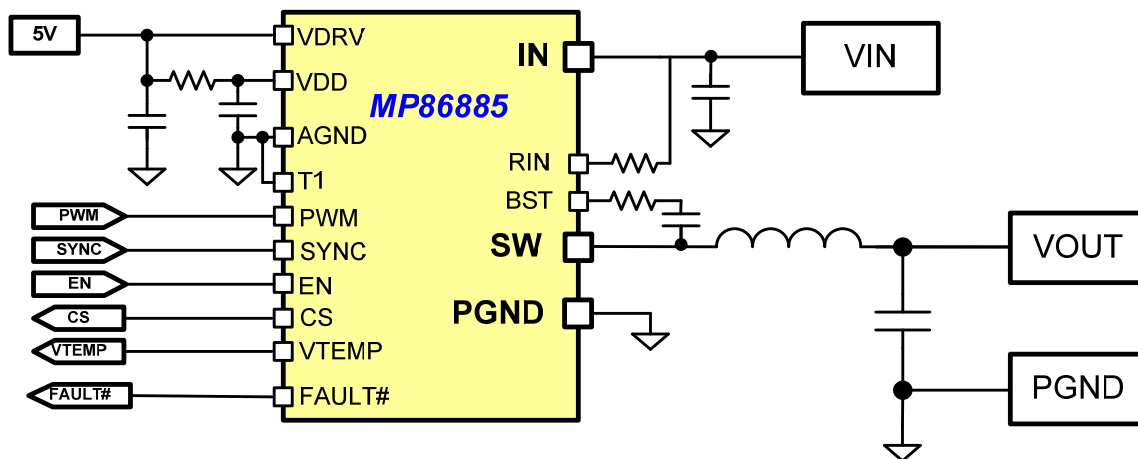 5V
VDRV
VDD
AGND
T1
PWM
PWM
SYNC
SYNC
EN
EN
CS
CS
VTEMP
VTEMP
FAULT#
FAULT#
MP86885
IN
RIN
BST
SW
PGND
VIN
VOUT
PGND